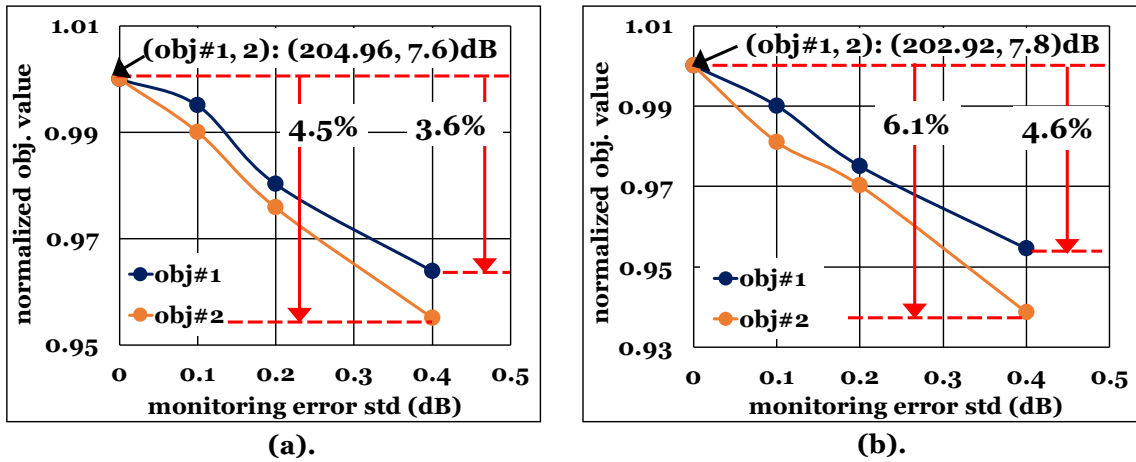 1.01
(obj#1, 2): (204.96, 7.6)dB
0.99
4.5%
3.6%
0.97
obj#1
obj#2
0.95
0 0.1 0.2 0.3 0.4 0.5
normalized obj. value
monitoring error std (dB)
(a).
1.01
(obj#1, 2): (202.92, 7.8)dB
0.99
6.1%
4.6%
0.97
0.95
obj#1
obj#2
0.93
0 0.1 0.2 0.3 0.4 0.5
normalized obj. value
monitoring error std (dB)
(b).